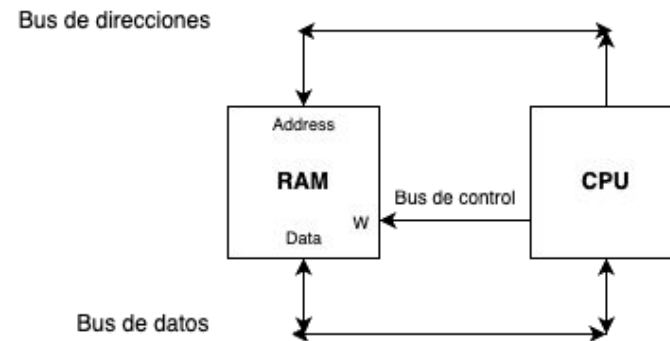 Bus de direcciones
Address
RAM
CPU
Bus de control
W
Data
Bus de datos